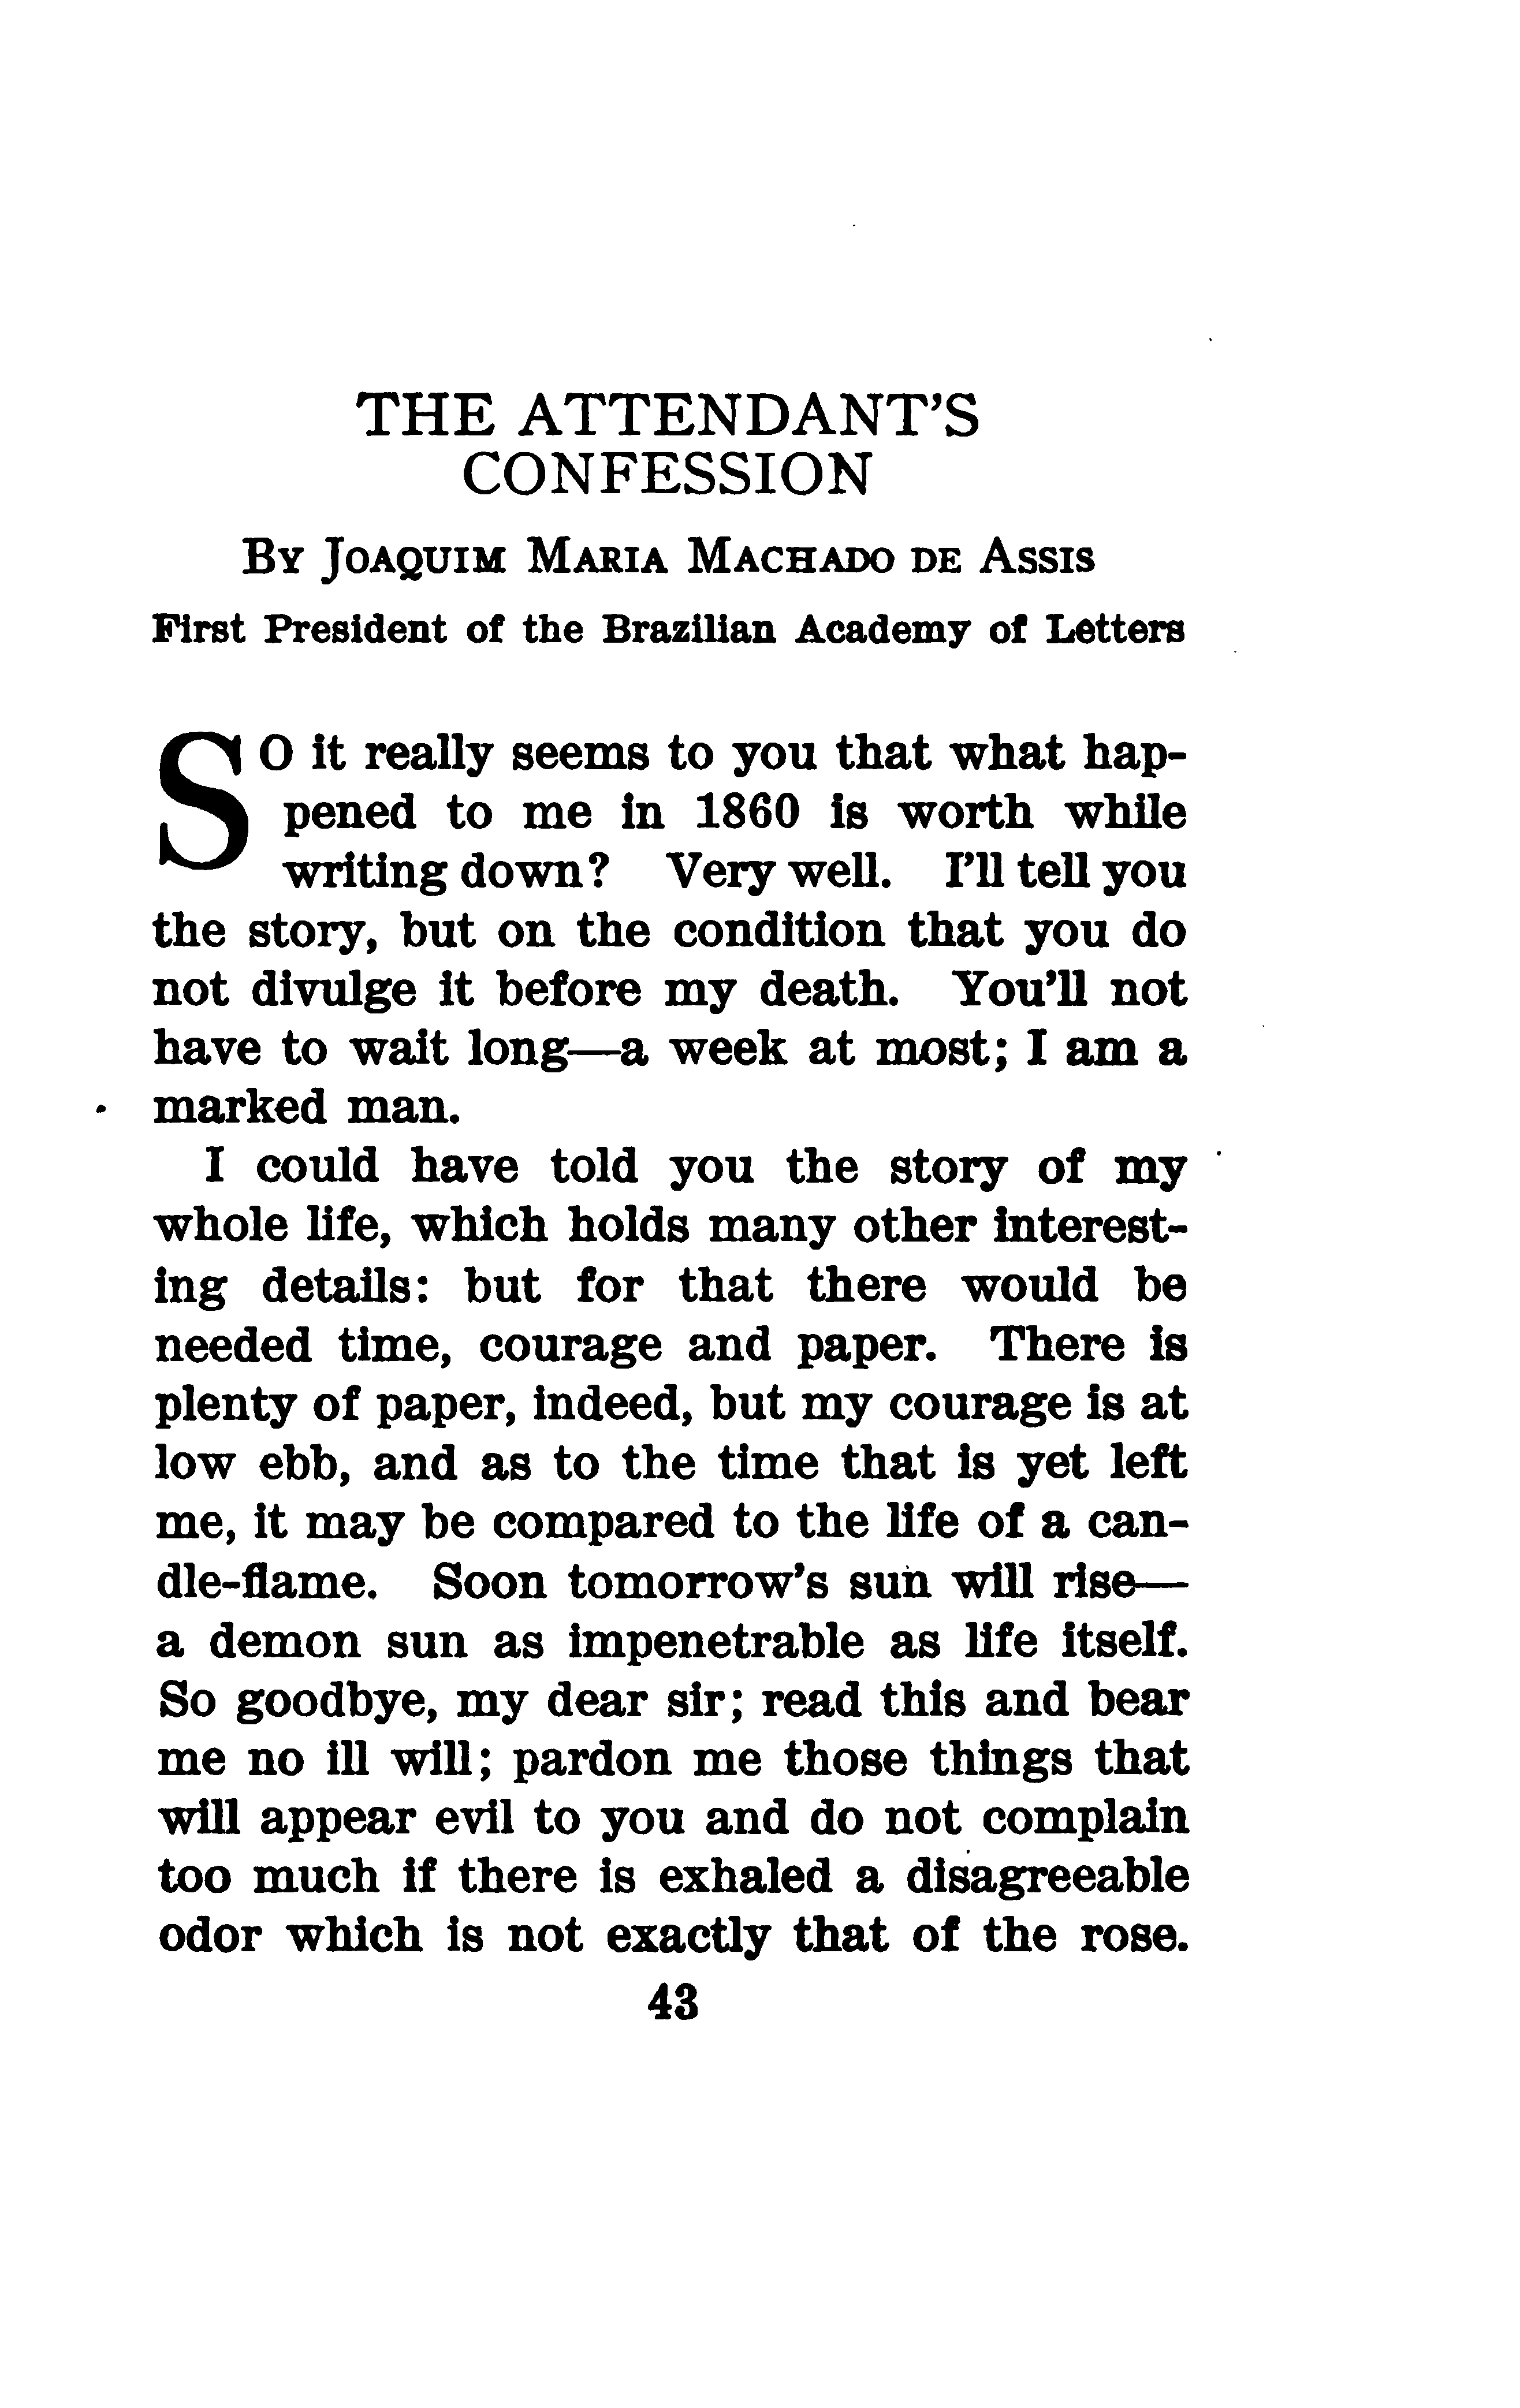 THE ATTENDANT'S
CONFESSION
BY JOAQUIM MARIA MACHADO DE ASSIS
First President of the Brazilian Academy of Letters
SO it really seems to you that what hap-
pened to me in 1860 is worth while
writing down? Very well. I'll tell you
the story, but on the condition that you do
not divulge it before my death. You'll not
have to wait long—a week at most; I am a
marked man.
I could have told you the story of my
whole life, which holds many other interest-
ing details: but for that there would be
needed time, courage and paper. There is
plenty of paper, indeed, but my courage is at
low ebb, and as to the time that is yet left
me, it may be compared to the life of a can-
dle-flame. Soon tomorrow's sun will rise—
a demon sun as impenetrable as life itself.
So goodbye, my dear sir; read this and bear
me no ill will; pardon me those things that
will appear evil to you and do not complain
too much if there is exhaled a disagreeable
odor which is not exactly that of the rose.
43